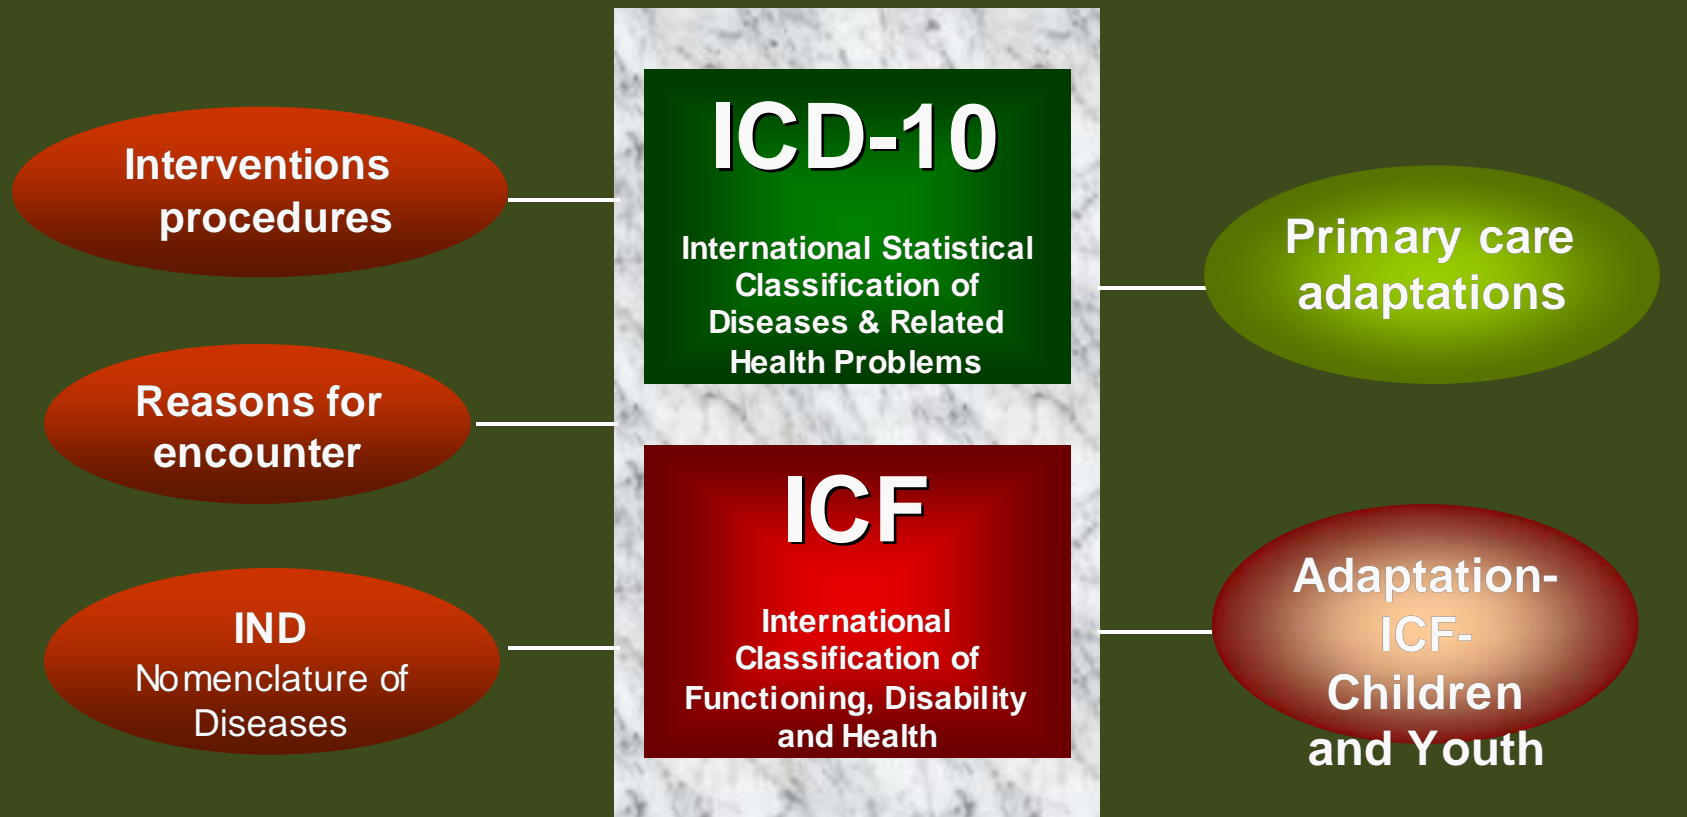 Interventions
procedures
Reasons for
encounter
IND
Nomenclature of
Diseases
ICD-10
International Statistical
Classification of
Diseases & Related
Health Problems
ICF
International
Classification of
Functioning, Disability
and Health
Primary care
adaptations
Adaptation-
ICF-
Children
and Youth